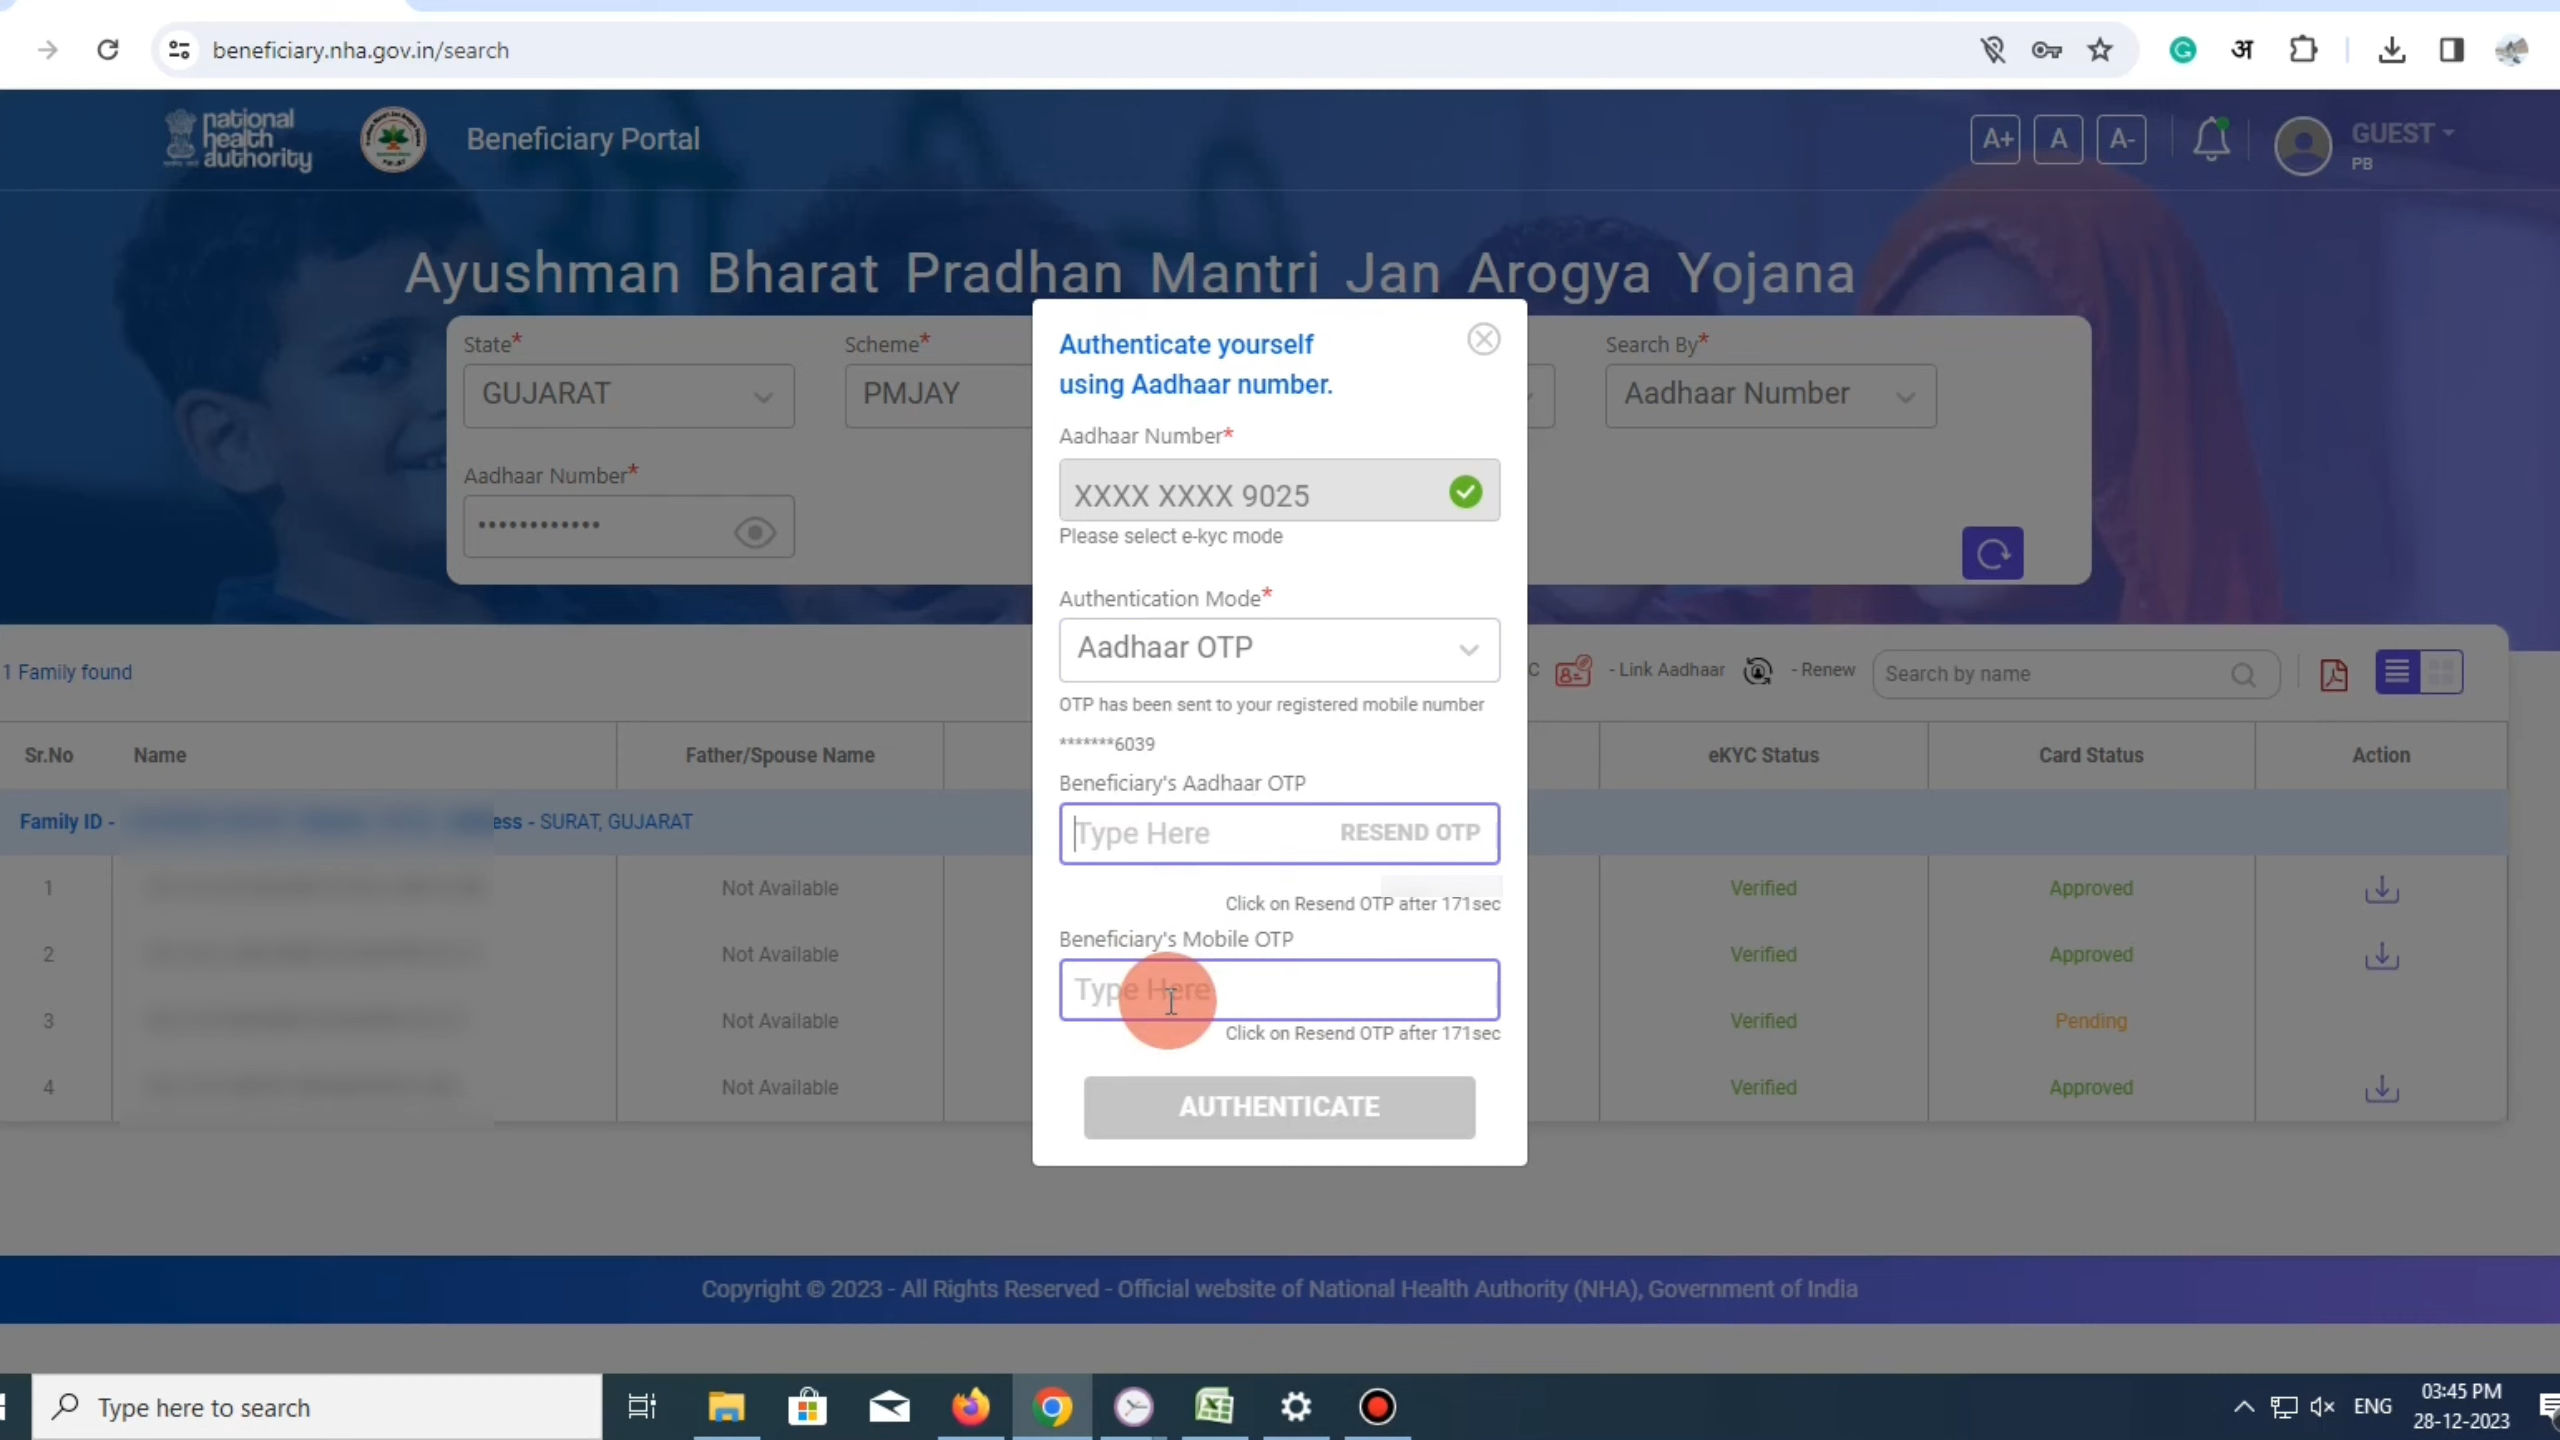 beneficiary.nha.gov.in/search
अ
national
health
authority
Beneficiary Portal
A+ A A-
GUEST
PB
Ayushman Bharat Pradhan Mantri Jan Arogya Yojana
State* Scheme* Search By*
GUJARAT PMJAY Aadhaar Number
Aadhaar Number*
••••••••••••
Authenticate yourself
using Aadhaar number.
Aadhaar Number*
XXXX XXXX 9025
Please select e-kyc mode
Authentication Mode*
Aadhaar OTP
OTP has been sent to your registered mobile number
*******6039
Beneficiary's Aadhaar OTP
Type Here RESEND OTP
Click on Resend OTP after 171sec
Beneficiary's Mobile OTP
Type Here
Click on Resend OTP after 171sec
AUTHENTICATE
1 Family found C - Link Aadhaar - Renew Search by name
Sr.No Name Father/Spouse Name eKYC Status Card Status Action
Family ID - ess - SURAT, GUJARAT
1 Not Available Verified Approved
2 Not Available Verified Approved
3 Not Available Verified Pending
4 Not Available Verified Approved
Copyright © 2023 - All Rights Reserved - Official website of National Health Authority (NHA), Government of India
Type here to search
ENG
03:45 PM
28-12-2023